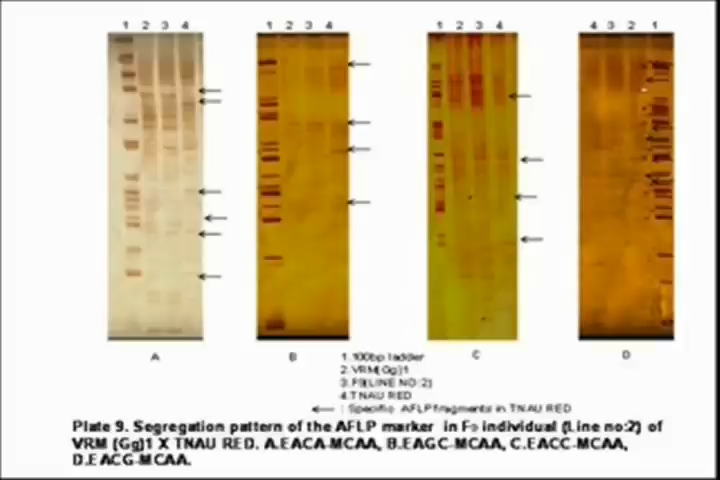 1 2 3 4
1 2 3 4
1 2 3 4
4 3 2 1
A
B
C
D
1.100bp ladder
2.VRM(Gg)1
3.F9(LINE NO:2)
4.TNAU RED
: Specific AFLP fragments in TNAU RED
Plate 9. Segregation pattern of the AFLP marker in F9 individual (Line no:2) of
VRM (Gg)1 X TNAU RED. A.EACA-MCAA, B.EAGC-MCAA, C.EACC-MCAA,
D.EACG-MCAA.